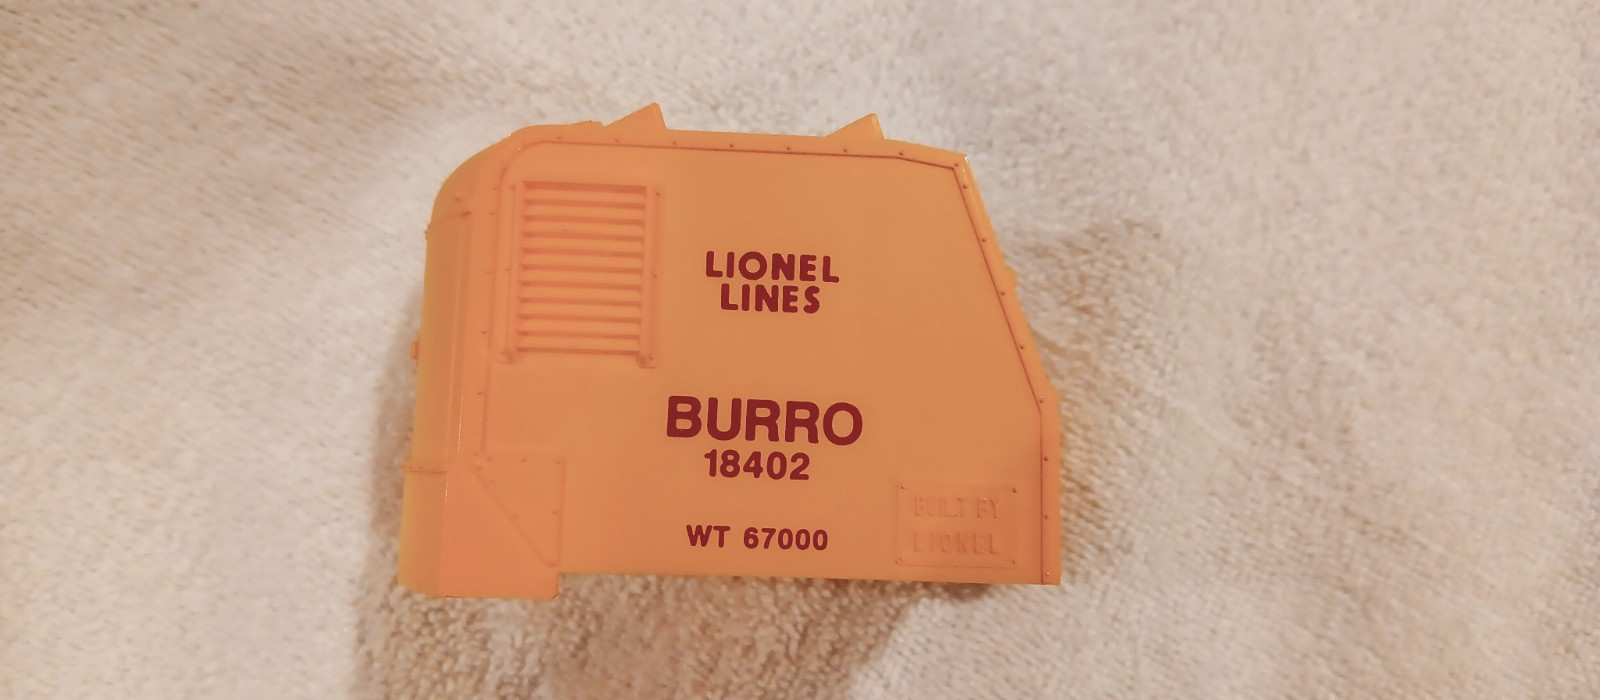 LIONEL
LINES
BURRO
18402
WT 67000
BUILT BY
LIONEL